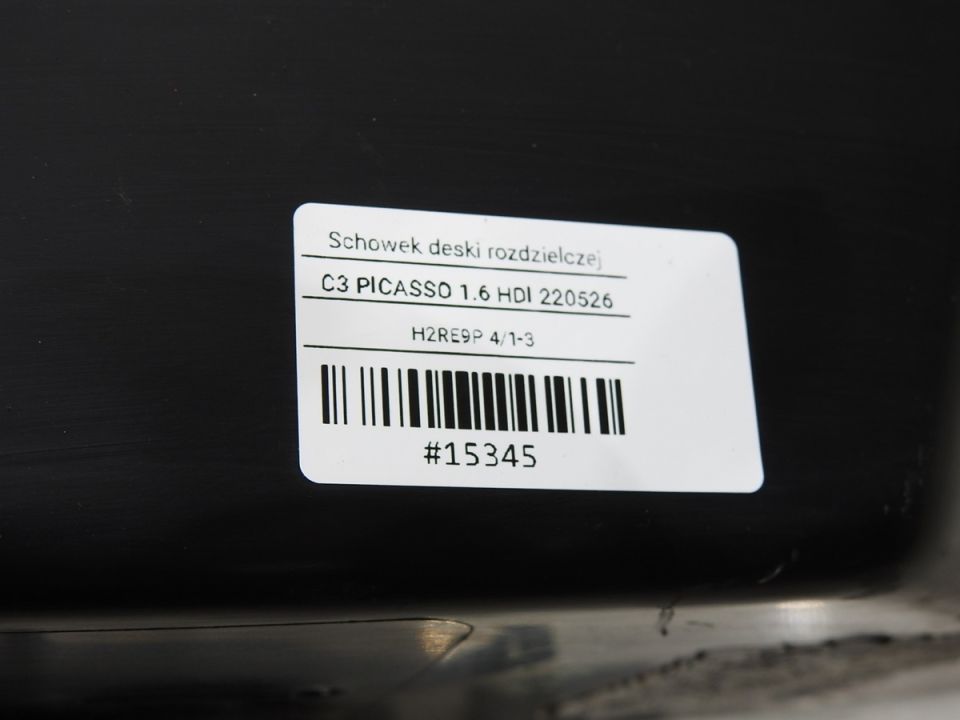 Schowek deski rozdzielczej
C3 PICASSO 1.6 HDI 220526
H2RE9P 4/1-3
#15345